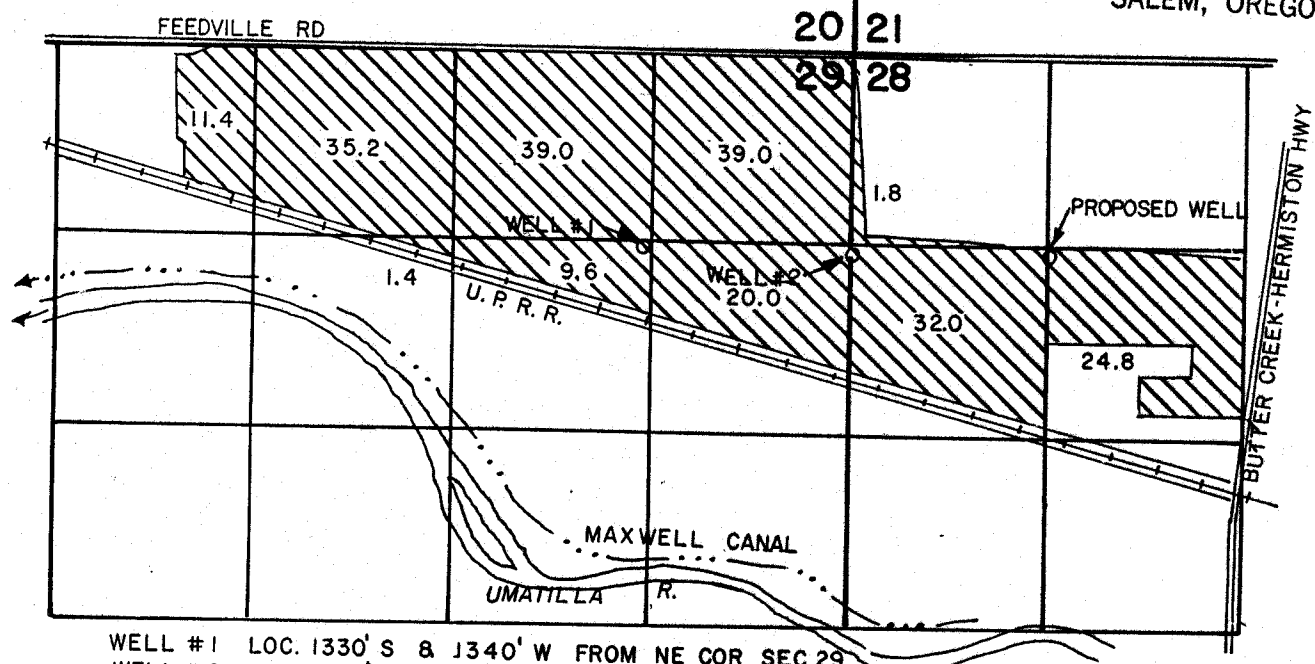 SALEM, OREGO
FEEDVILLE RD
20 21
29 28
11.4
35.2
39.0
39.0
1.8
PROPOSED WELL
WELL #1
1.4
9.6
WELL #2
20.0
32.0
24.8
U. P. R. R.
BUTTER CREEK-HERMISTON HWY
MAXWELL CANAL
UMATILLA R.
WELL #1 LOC. 1330' S & 1340' W FROM NE COR SEC 29